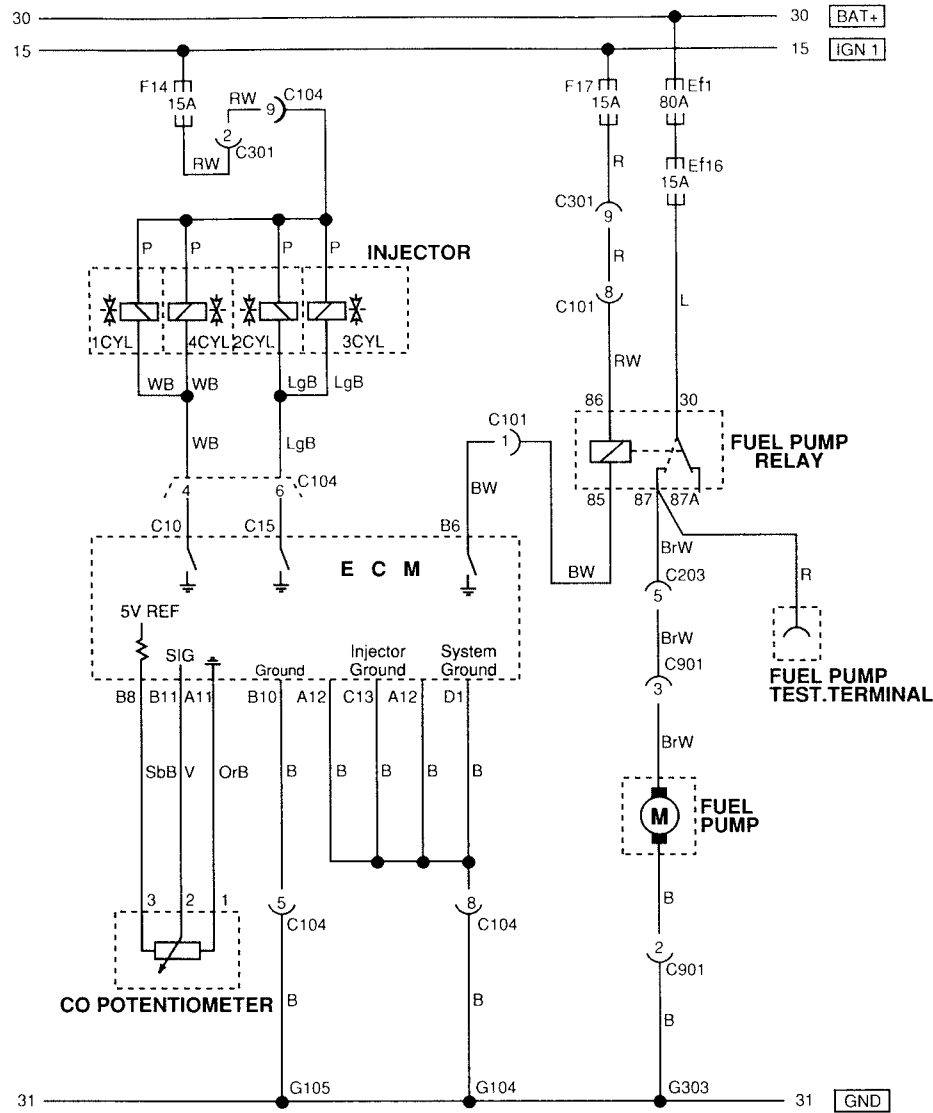 30 30 BAT+
15 15 IGN 1
F14 15A
RW 9 C104
2 C301
RW
F17 15A
Ef1 80A
Ef16 15A
R
C301 9
R
8 C101
L
RW
P P P P
INJECTOR
1CYL 4CYL 2CYL 3CYL
WB WB LgB LgB
WB LgB
4 6 C104
C10 C15 B6
C101 1
BW
BW
86 30
FUEL PUMP
RELAY
85 87 87A
BrW
C203 5
R
BrW
C901 3
FUEL PUMP
TEST.TERMINAL
BrW
M
FUEL
PUMP
B
2 C901
B
E C M
5V REF
SIG
Ground
Injector
Ground
System
Ground
B8 B11 A11 B10 A12 C13 A12 D1
SbB V OrB B B B B B
3 2 1
5 C104
8 C104
CO POTENTIOMETER
B B
G105 G104 G303
31 31 GND